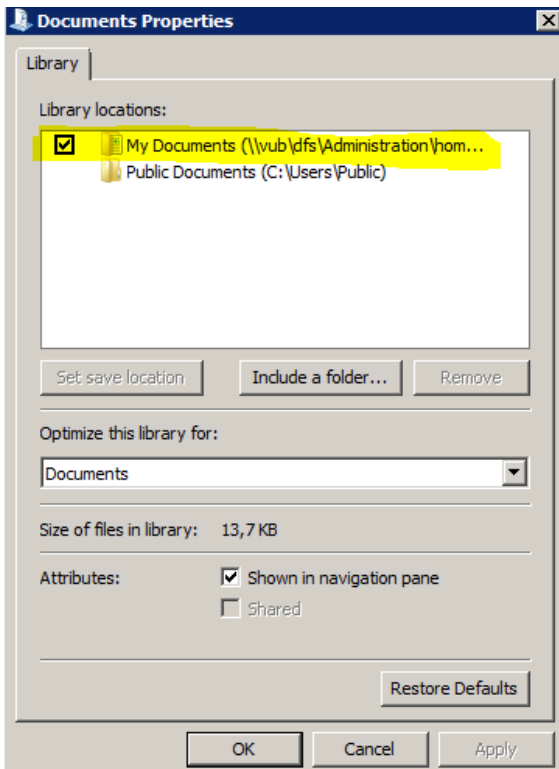 Documents Properties
Library
Library locations:
My Documents (\\vub\dfs\Administration\hom...
Public Documents (C:\Users\Public)
Set save location Include a folder... Remove
Optimize this library for:
Documents
Size of files in library: 13,7 KB
Attributes: Shown in navigation pane
Shared
Restore Defaults
OK Cancel Apply